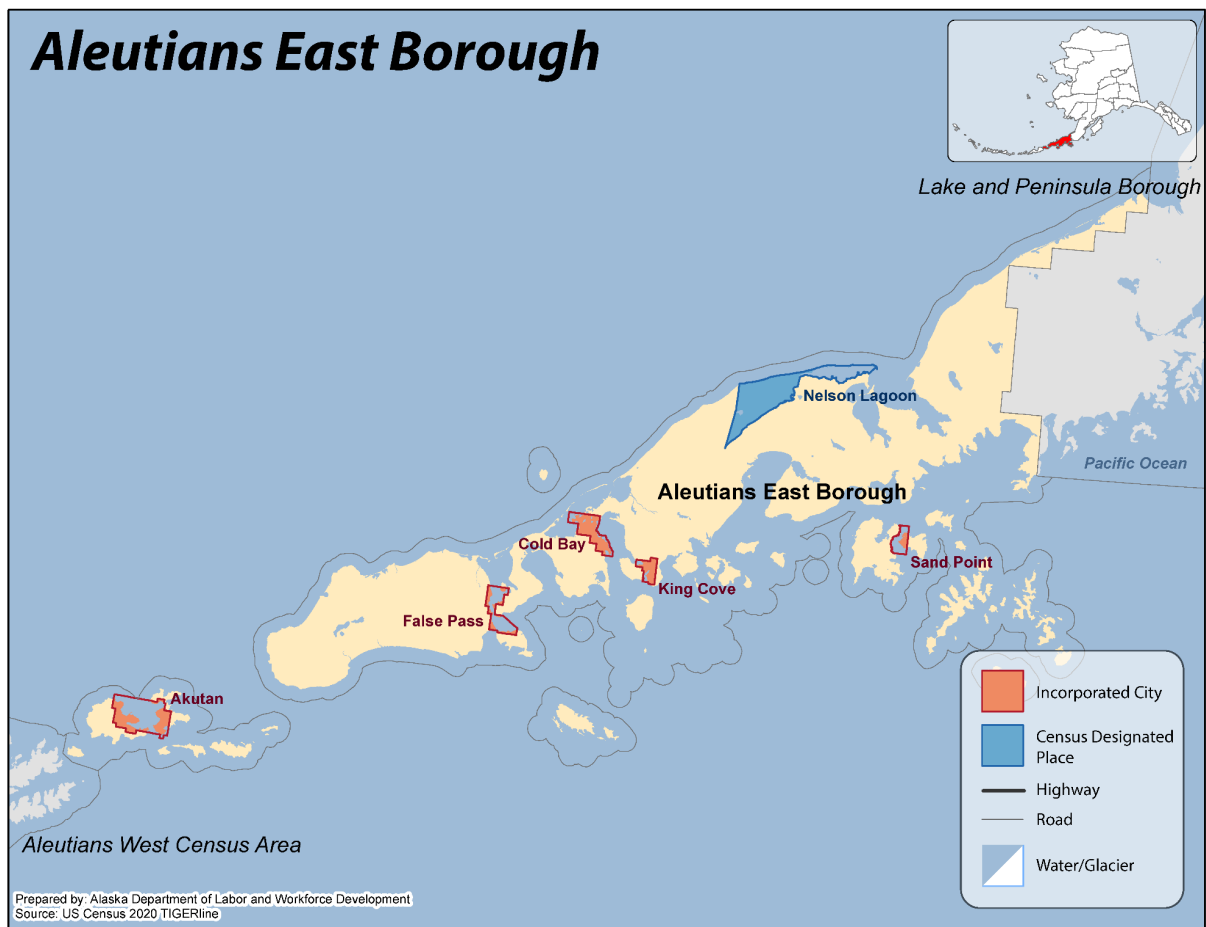 Aleutians East Borough
Lake and Peninsula Borough
Nelson Lagoon
Pacific Ocean
Aleutians East Borough
Cold Bay
Sand Point
King Cove
False Pass
Akutan
Incorporated City
Census Designated
Place
Highway
Road
Water/Glacier
Aleutians West Census Area
Prepared by: Alaska Department of Labor and Workforce Development
Source: US Census 2020 TIGERline